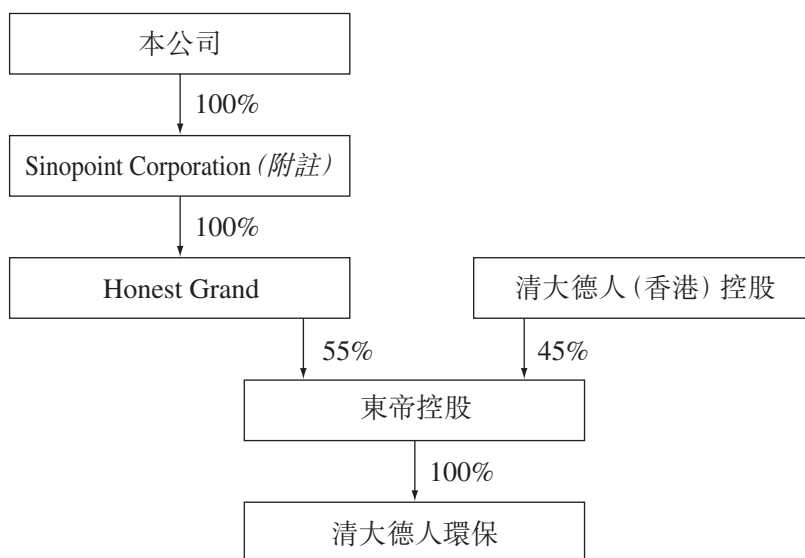 本公司
100%
Sinopoint Corporation (附註)
100%
Honest Grand
清大德人(香港)控股
55%
45%
東帝控股
100%
清大德人環保